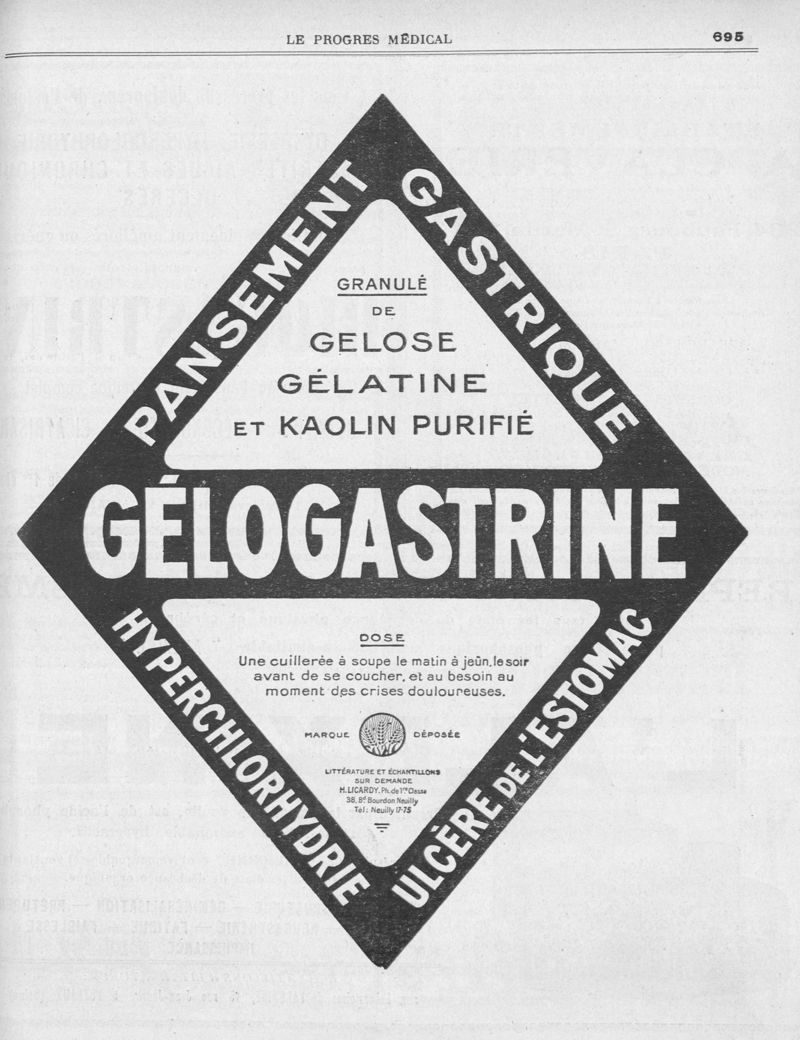 LE PROGRES MÉDICAL
695
PANSEMENT
GASTRIQUE
GRANULÉ
DE
GELOSE
GÉLATINE
ET KAOLIN PURIFIÉ
GÉLOGASTRINE
DOSE
Une cuillerée à soupe le matin à jeûn, le soir
avant de se coucher, et au besoin au
moment des crises douloureuses.
MARQUE DÉPOSÉE
LITTÉRATURE ET ÉCHANTILLONS
SUR DEMANDE
H. LICARDY, Ph. de 1re Classe
38, Bd Bourdon Neuilly
Tél: Neuilly 17-75
HYPERCHLORHYDRIE
ULCÈRE DE L'ESTOMAC